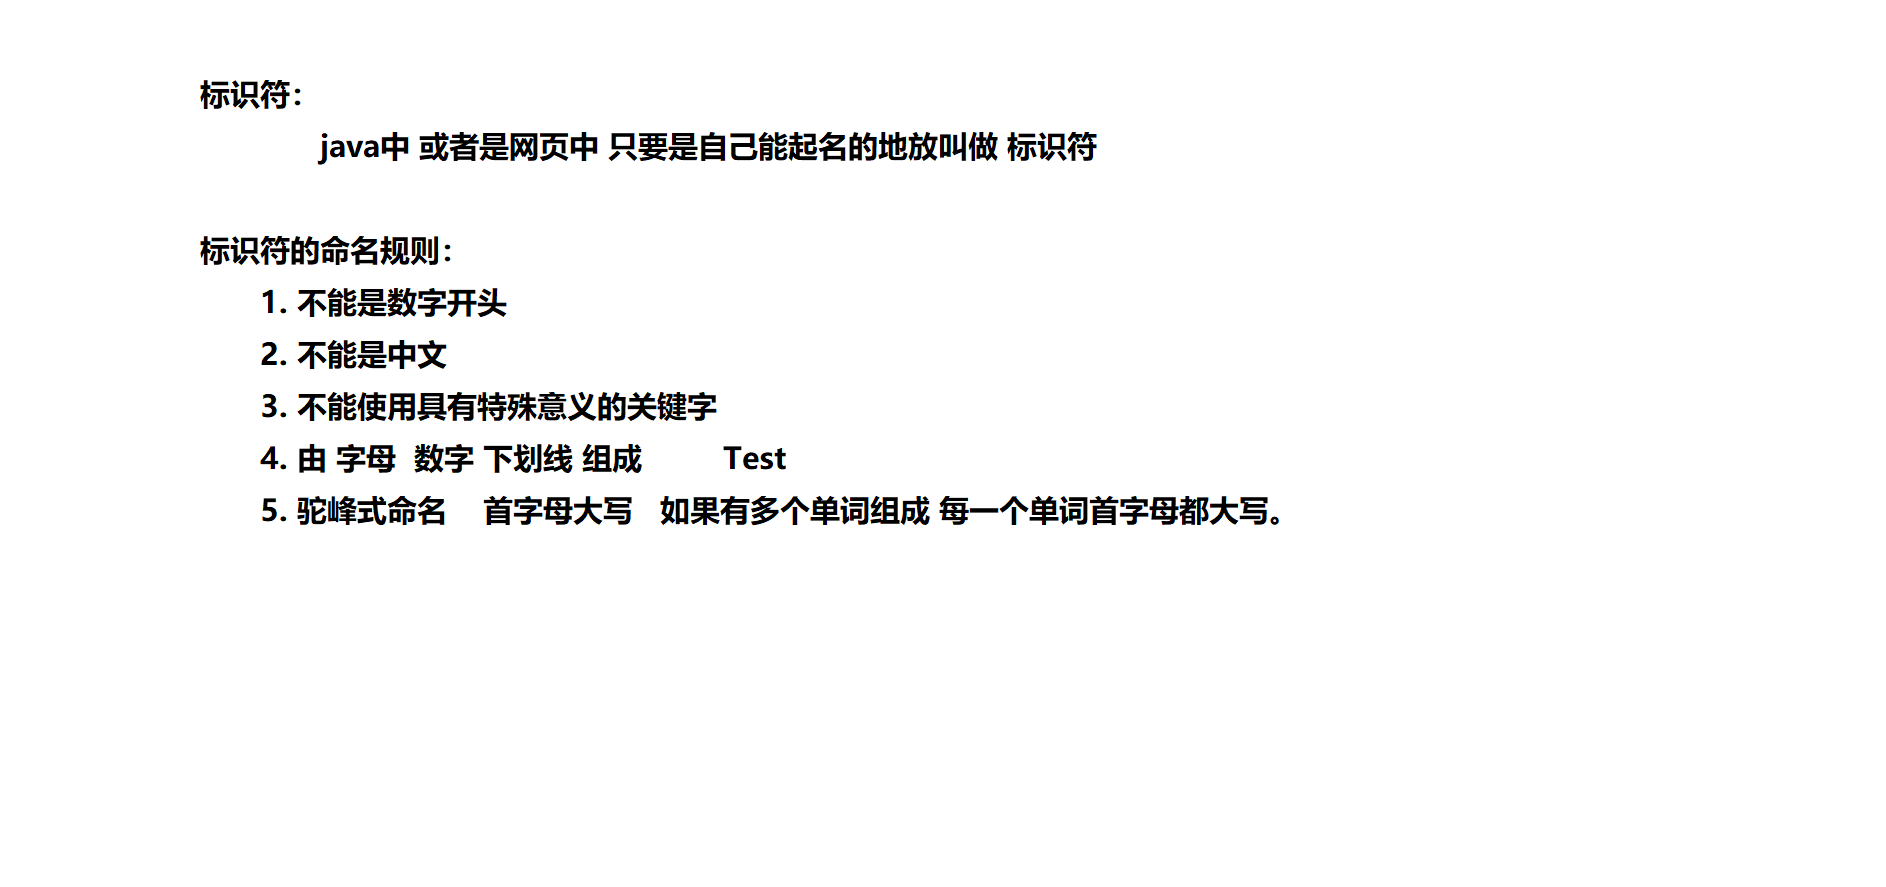 标识符：
java中 或者是网页中 只要是自己能起名的地放叫做 标识符
标识符的命名规则：
1. 不能是数字开头
2. 不能是中文
3. 不能使用具有特殊意义的关键字
4. 由 字母 数字 下划线 组成 Test
5. 驼峰式命名 首字母大写 如果有多个单词组成 每一个单词首字母都大写。